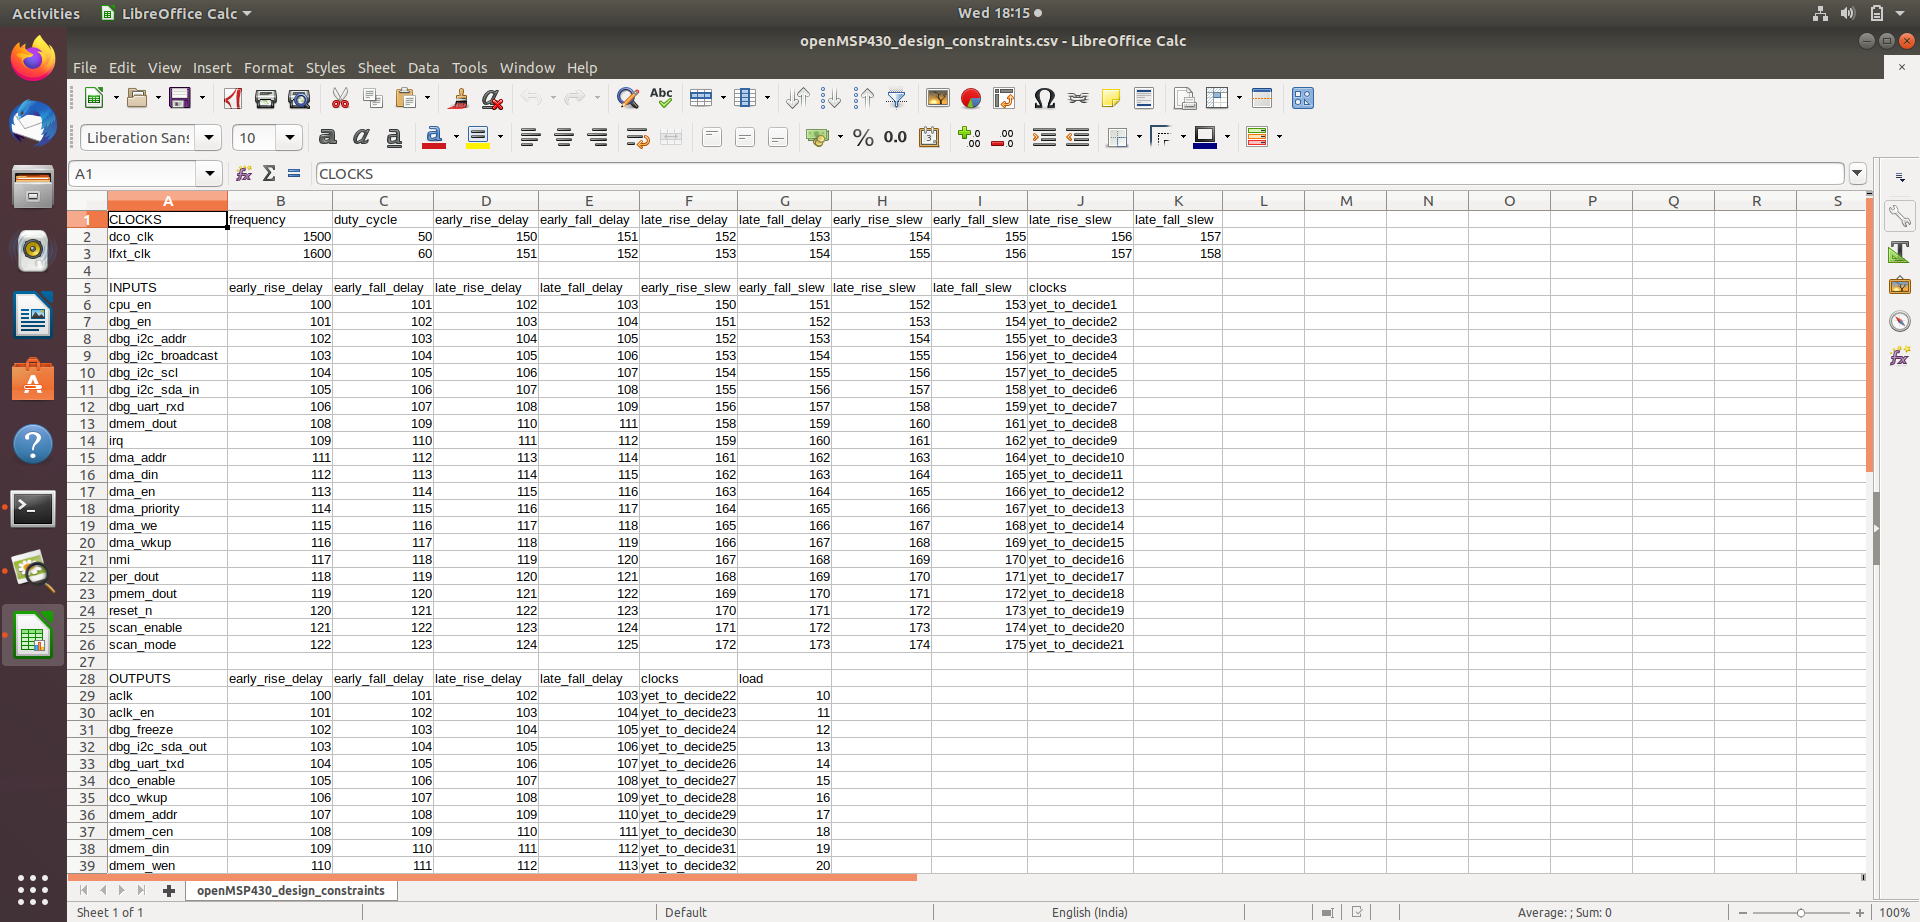 Activities LibreOffice Calc Wed 18:15
openMSP430_design_constraints.csv - LibreOffice Calc
File Edit View Insert Format Styles Sheet Data Tools Window Help
Liberation Sans 10
A1 CLOCKS
A B C D E F G H I J K L M N O P Q R S
1 CLOCKS frequency duty_cycle early_rise_delay early_fall_delay late_rise_delay late_fall_delay early_rise_slew early_fall_slew late_rise_slew late_fall_slew
2 dco_clk 1500 50 150 151 152 153 154 155 156 157
3 lfxt_clk 1600 60 151 152 153 154 155 156 157 158
4
5 INPUTS early_rise_delay early_fall_delay late_rise_delay late_fall_delay early_rise_slew early_fall_slew late_rise_slew late_fall_slew clocks
6 cpu_en 100 101 102 103 150 151 152 153 yet_to_decide1
7 dbg_en 101 102 103 104 151 152 153 154 yet_to_decide2
8 dbg_i2c_addr 102 103 104 105 152 153 154 155 yet_to_decide3
9 dbg_i2c_broadcast 103 104 105 106 153 154 155 156 yet_to_decide4
10 dbg_i2c_scl 104 105 106 107 154 155 156 157 yet_to_decide5
11 dbg_i2c_sda_in 105 106 107 108 155 156 157 158 yet_to_decide6
12 dbg_uart_rxd 106 107 108 109 156 157 158 159 yet_to_decide7
13 dmem_dout 108 109 110 111 158 159 160 161 yet_to_decide8
14 irq 109 110 111 112 159 160 161 162 yet_to_decide9
15 dma_addr 111 112 113 114 161 162 163 164 yet_to_decide10
16 dma_din 112 113 114 115 162 163 164 165 yet_to_decide11
17 dma_en 113 114 115 116 163 164 165 166 yet_to_decide12
18 dma_priority 114 115 116 117 164 165 166 167 yet_to_decide13
19 dma_we 115 116 117 118 165 166 167 168 yet_to_decide14
20 dma_wkup 116 117 118 119 166 167 168 169 yet_to_decide15
21 nmi 117 118 119 120 167 168 169 170 yet_to_decide16
22 per_dout 118 119 120 121 168 169 170 171 yet_to_decide17
23 pmem_dout 119 120 121 122 169 170 171 172 yet_to_decide18
24 reset_n 120 121 122 123 170 171 172 173 yet_to_decide19
25 scan_enable 121 122 123 124 171 172 173 174 yet_to_decide20
26 scan_mode 122 123 124 125 172 173 174 175 yet_to_decide21
27
28 OUTPUTS early_rise_delay early_fall_delay late_rise_delay late_fall_delay clocks load
29 aclk 100 101 102 103 yet_to_decide22 10
30 aclk_en 101 102 103 104 yet_to_decide23 11
31 dbg_freeze 102 103 104 105 yet_to_decide24 12
32 dbg_i2c_sda_out 103 104 105 106 yet_to_decide25 13
33 dbg_uart_txd 104 105 106 107 yet_to_decide26 14
34 dco_enable 105 106 107 108 yet_to_decide27 15
35 dco_wkup 106 107 108 109 yet_to_decide28 16
36 dmem_addr 107 108 109 110 yet_to_decide29 17
37 dmem_cen 108 109 110 111 yet_to_decide30 18
38 dmem_din 109 110 111 112 yet_to_decide31 19
39 dmem_wen 110 111 112 113 yet_to_decide32 20
openMSP430_design_constraints
Sheet 1 of 1 Default English (India) Average: ; Sum: 0 100%